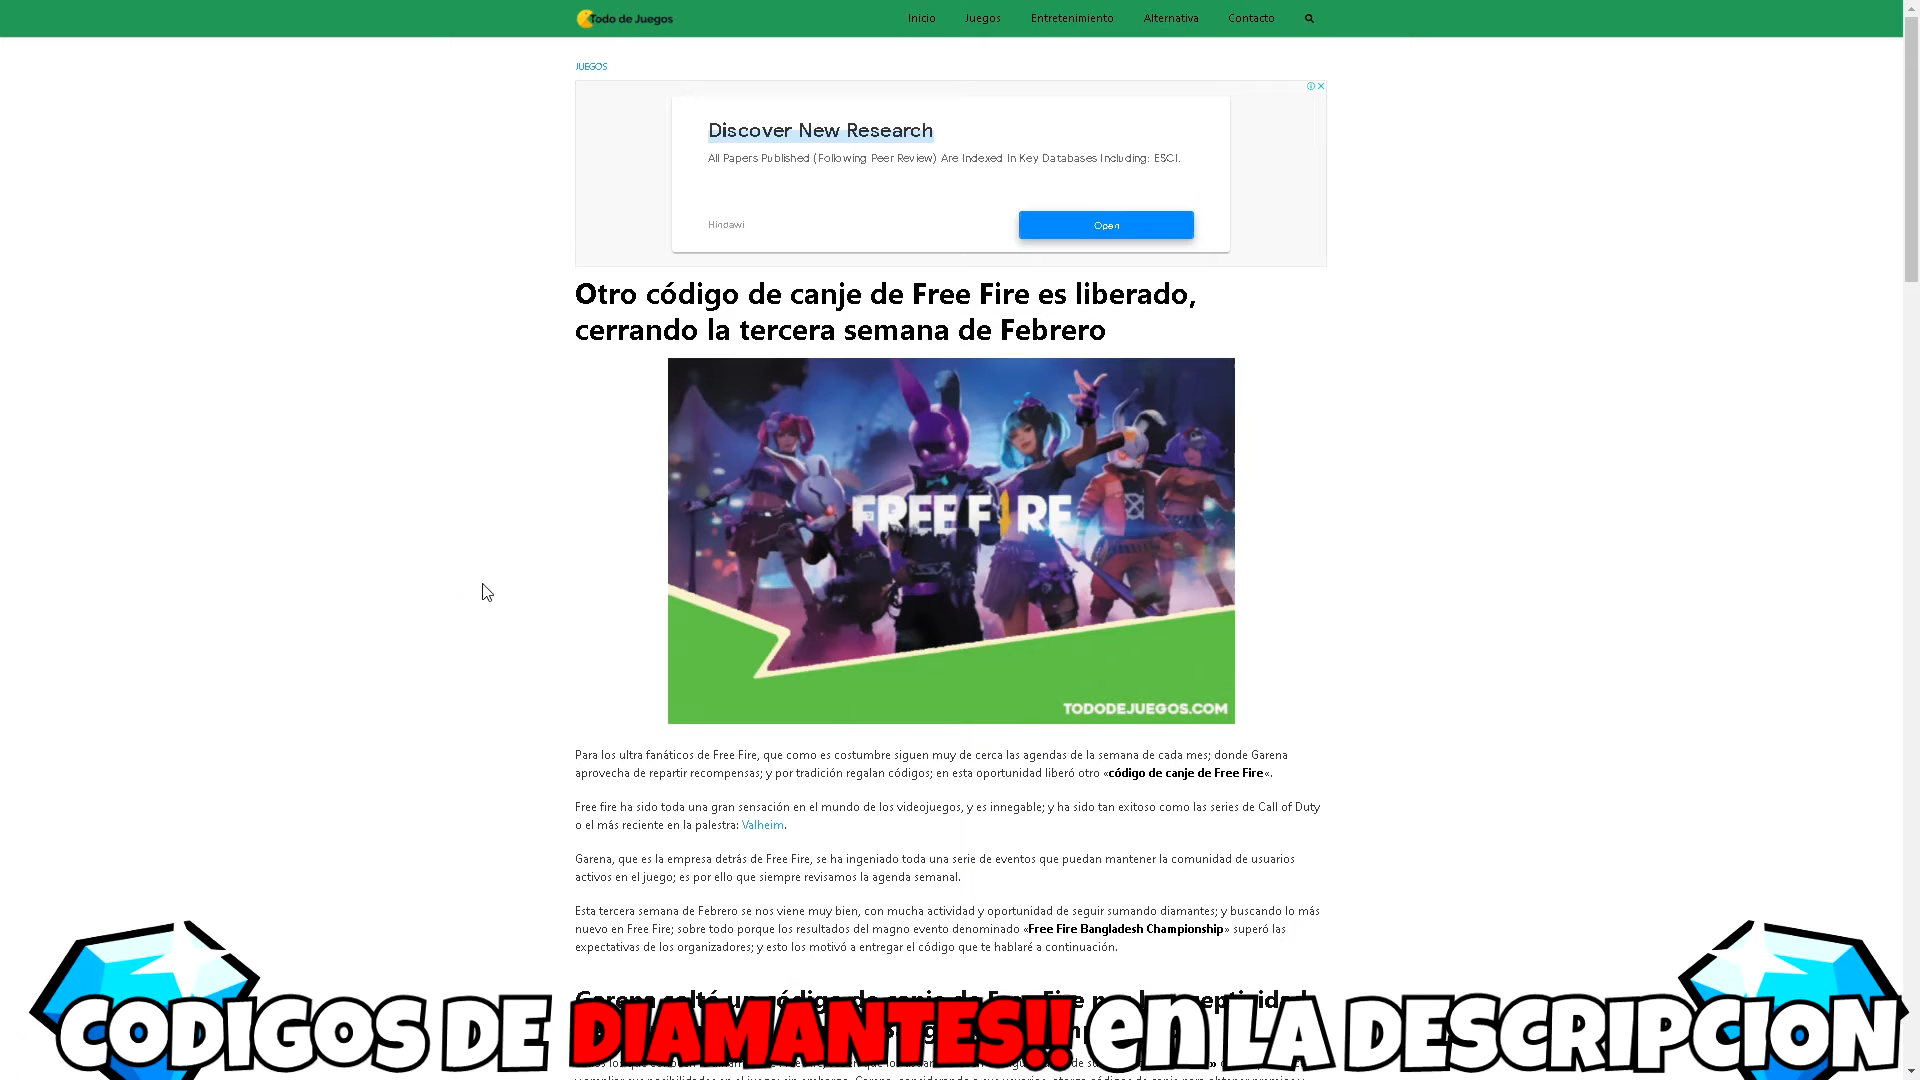 Todo de Juegos
Inicio
Juegos
Entretenimiento
Alternativa
Contacto
JUEGOS
Discover New Research
All Papers Published (Following Peer Review) Are Indexed In Key Databases Including: ESCI.
Hindawi
Open
Otro código de canje de Free Fire es liberado,
cerrando la tercera semana de Febrero
FREE FIRE
TODODEJUEGOS.COM
Para los ultra fanáticos de Free Fire, que como es costumbre siguen muy de cerca las agendas de la semana de cada mes; donde Garena
aprovecha de repartir recompensas; y por tradición regalan códigos; en esta oportunidad liberó otro «código de canje de Free Fire«.
Free fire ha sido toda una gran sensación en el mundo de los videojuegos, y es innegable; y ha sido tan exitoso como las series de Call of Duty
o el más reciente en la palestra: Valheim.
Garena, que es la empresa detrás de Free Fire, se ha ingeniado toda una serie de eventos que puedan mantener la comunidad de usuarios
activos en el juego; es por ello que siempre revisamos la agenda semanal.
Esta tercera semana de Febrero se nos viene muy bien, con mucha actividad y oportunidad de seguir sumando diamantes; y buscando lo más
nuevo en Free Fire; sobre todo porque los resultados del magno evento denominado «Free Fire Bangladesh Championship» superó las
expectativas de los organizadores; y esto los motivó a entregar el código que te hablaré a continuación.
CODIGOS DE DIAMANTES!! en LA DESCRIPCION